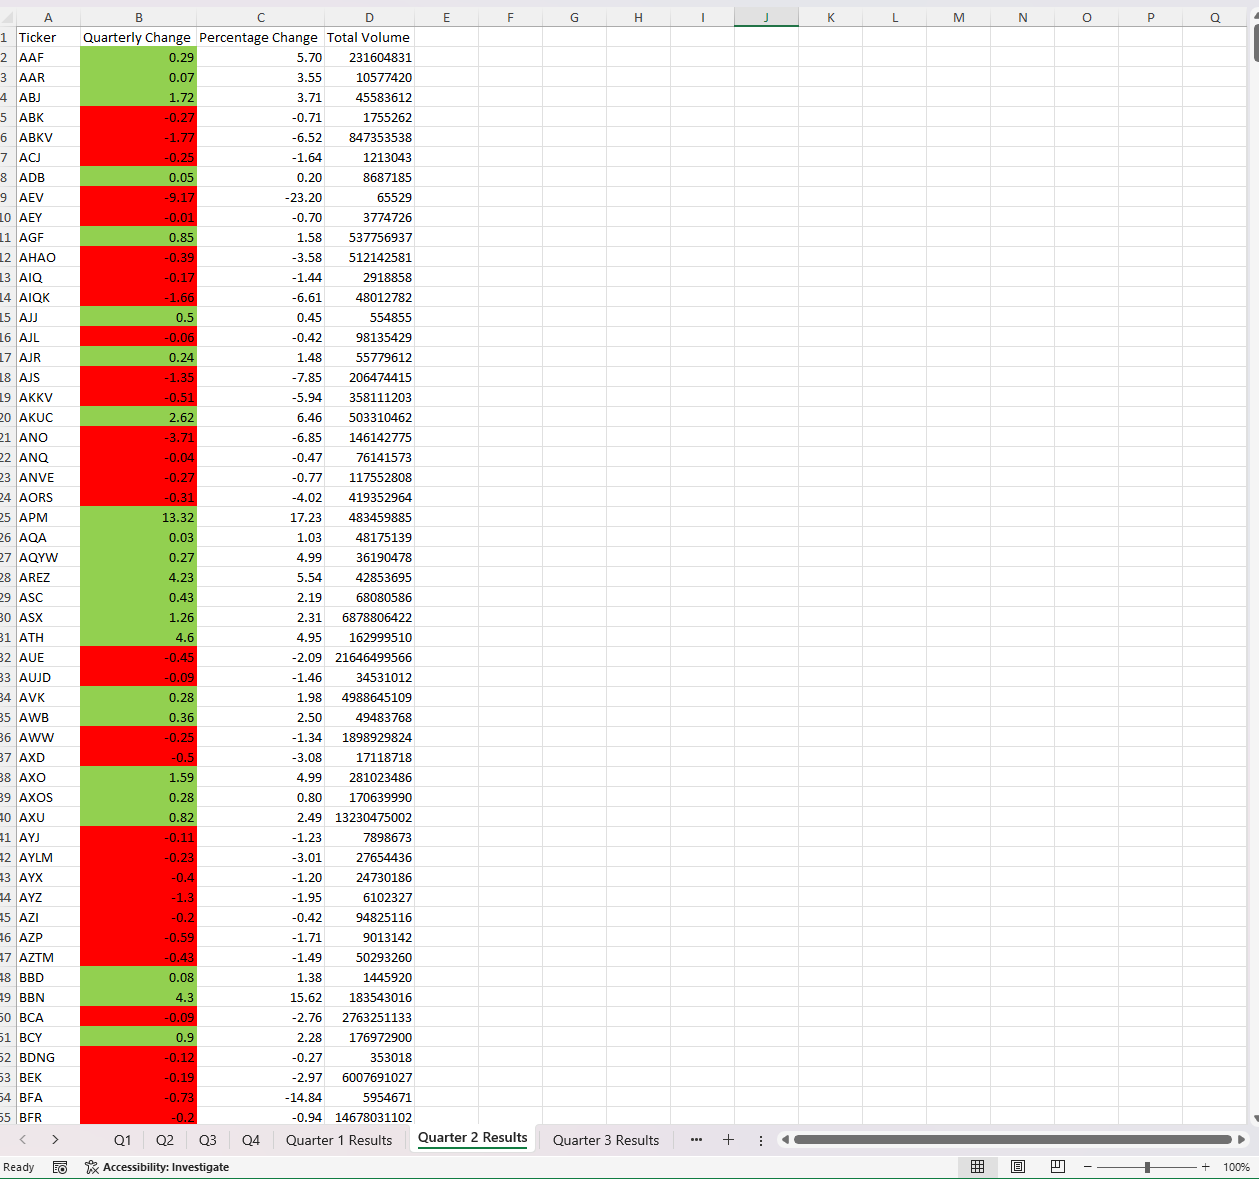 A B C D E F G H I J K L M N O P Q
1 Ticker Quarterly Change Percentage Change Total Volume
2 AAF 0.29 5.70 231604831
3 AAR 0.07 3.55 10577420
4 ABJ 1.72 3.71 45583612
5 ABK -0.27 -0.71 1755262
6 ABKV -1.77 -6.52 847353538
7 ACJ -0.25 -1.64 1213043
8 ADB 0.05 0.20 8687185
9 AEV -9.17 -23.20 65529
10 AEY -0.01 -0.70 3774726
11 AGF 0.85 1.58 537756937
12 AHAO -0.39 -3.58 512142581
13 AIQ -0.17 -1.44 2918858
14 AIQK -1.66 -6.61 48012782
15 AJJ 0.5 0.45 554855
16 AJL -0.06 -0.42 98135429
17 AJR 0.24 1.48 55779612
18 AJS -1.35 -7.85 206474415
19 AKKV -0.51 -5.94 358111203
20 AKUC 2.62 6.46 503310462
21 ANO -3.71 -6.85 146142775
22 ANQ -0.04 -0.47 76141573
23 ANVE -0.27 -0.77 117552808
24 AORS -0.31 -4.02 419352964
25 APM 13.32 17.23 483459885
26 AQA 0.03 1.03 48175139
27 AQYW 0.27 4.99 36190478
28 AREZ 4.23 5.54 42853695
29 ASC 0.43 2.19 68080586
30 ASX 1.26 2.31 6878806422
31 ATH 4.6 4.95 162999510
32 AUE -0.45 -2.09 21646499566
33 AUJD -0.09 -1.46 34531012
34 AVK 0.28 1.98 4988645109
35 AWB 0.36 2.50 49483768
36 AWW -0.25 -1.34 1898929824
37 AXD -0.5 -3.08 17118718
38 AXO 1.59 4.99 281023486
39 AXOS 0.28 0.80 170639990
40 AXU 0.82 2.49 13230475002
41 AYJ -0.11 -1.23 7898673
42 AYLM -0.23 -3.01 27654436
43 AYX -0.4 -1.20 24730186
44 AYZ -1.3 -1.95 6102327
45 AZI -0.2 -0.42 94825116
46 AZP -0.59 -1.71 9013142
47 AZTM -0.43 -1.49 50293260
48 BBD 0.08 1.38 1445920
49 BBN 4.3 15.62 183543016
50 BCA -0.09 -2.76 2763251133
51 BCY 0.9 2.28 176972900
52 BDNG -0.12 -0.27 353018
53 BEK -0.19 -2.97 6007691027
54 BFA -0.73 -14.84 5954671
55 BFR -0.2 -0.94 14678031102
Q1 Q2 Q3 Q4 Quarter 1 Results Quarter 2 Results Quarter 3 Results
Ready Accessibility: Investigate 100%